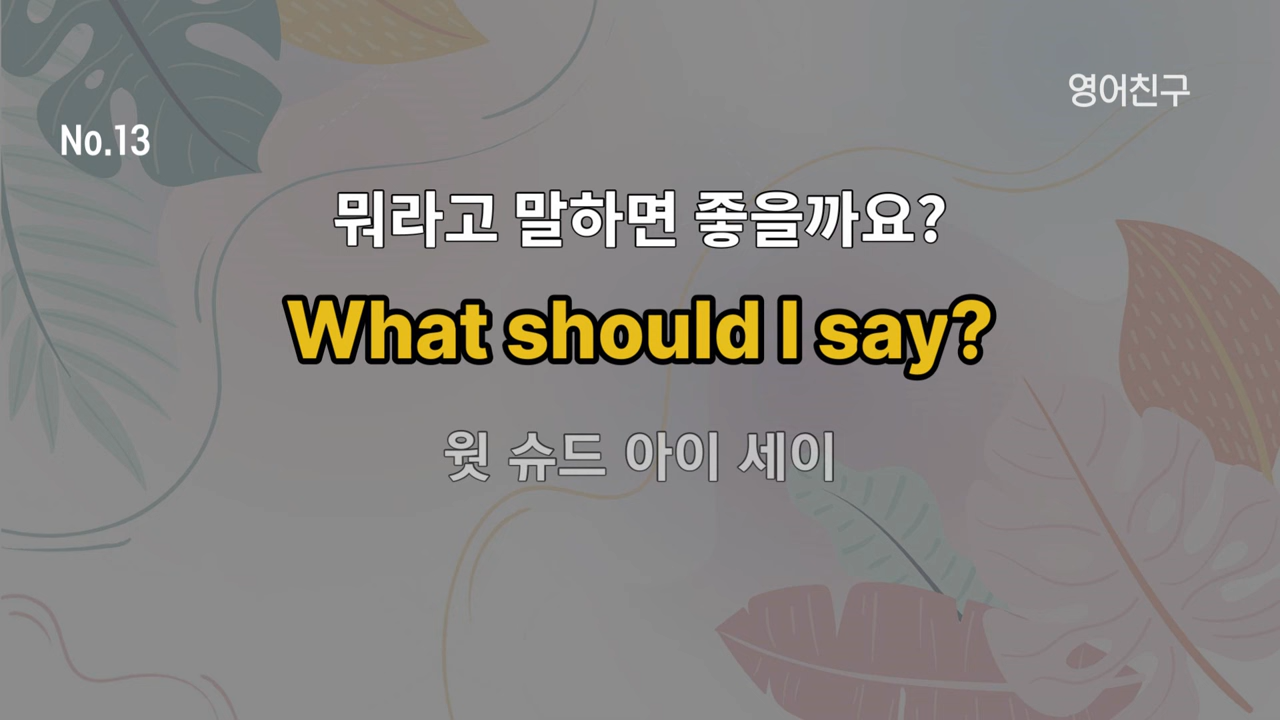 영어친구
No.13
뭐라고 말하면 좋을까요?
What should I say?
윗 슈드 아이 세이